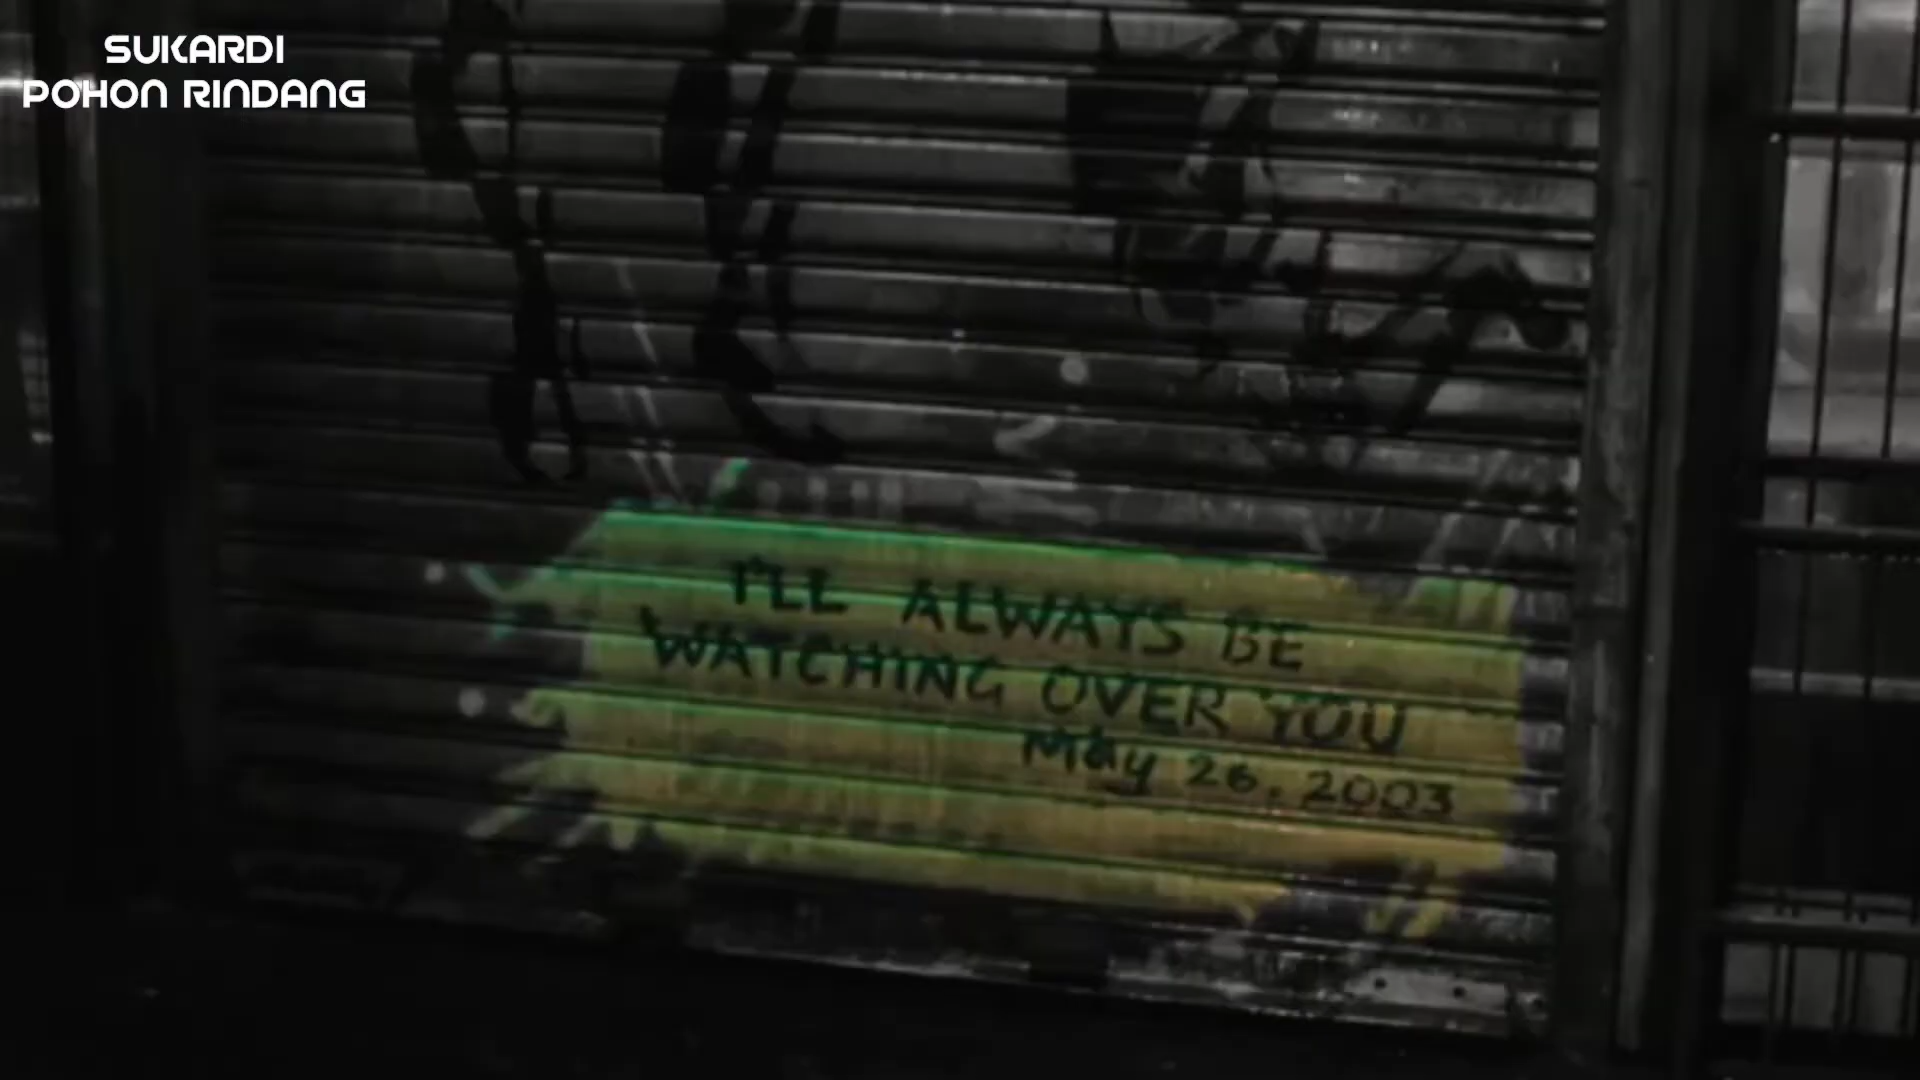 SUKARDI
POHON RINDANG
I'LL ALWAYS BE
WATCHING OVER YOU
May 26, 2003